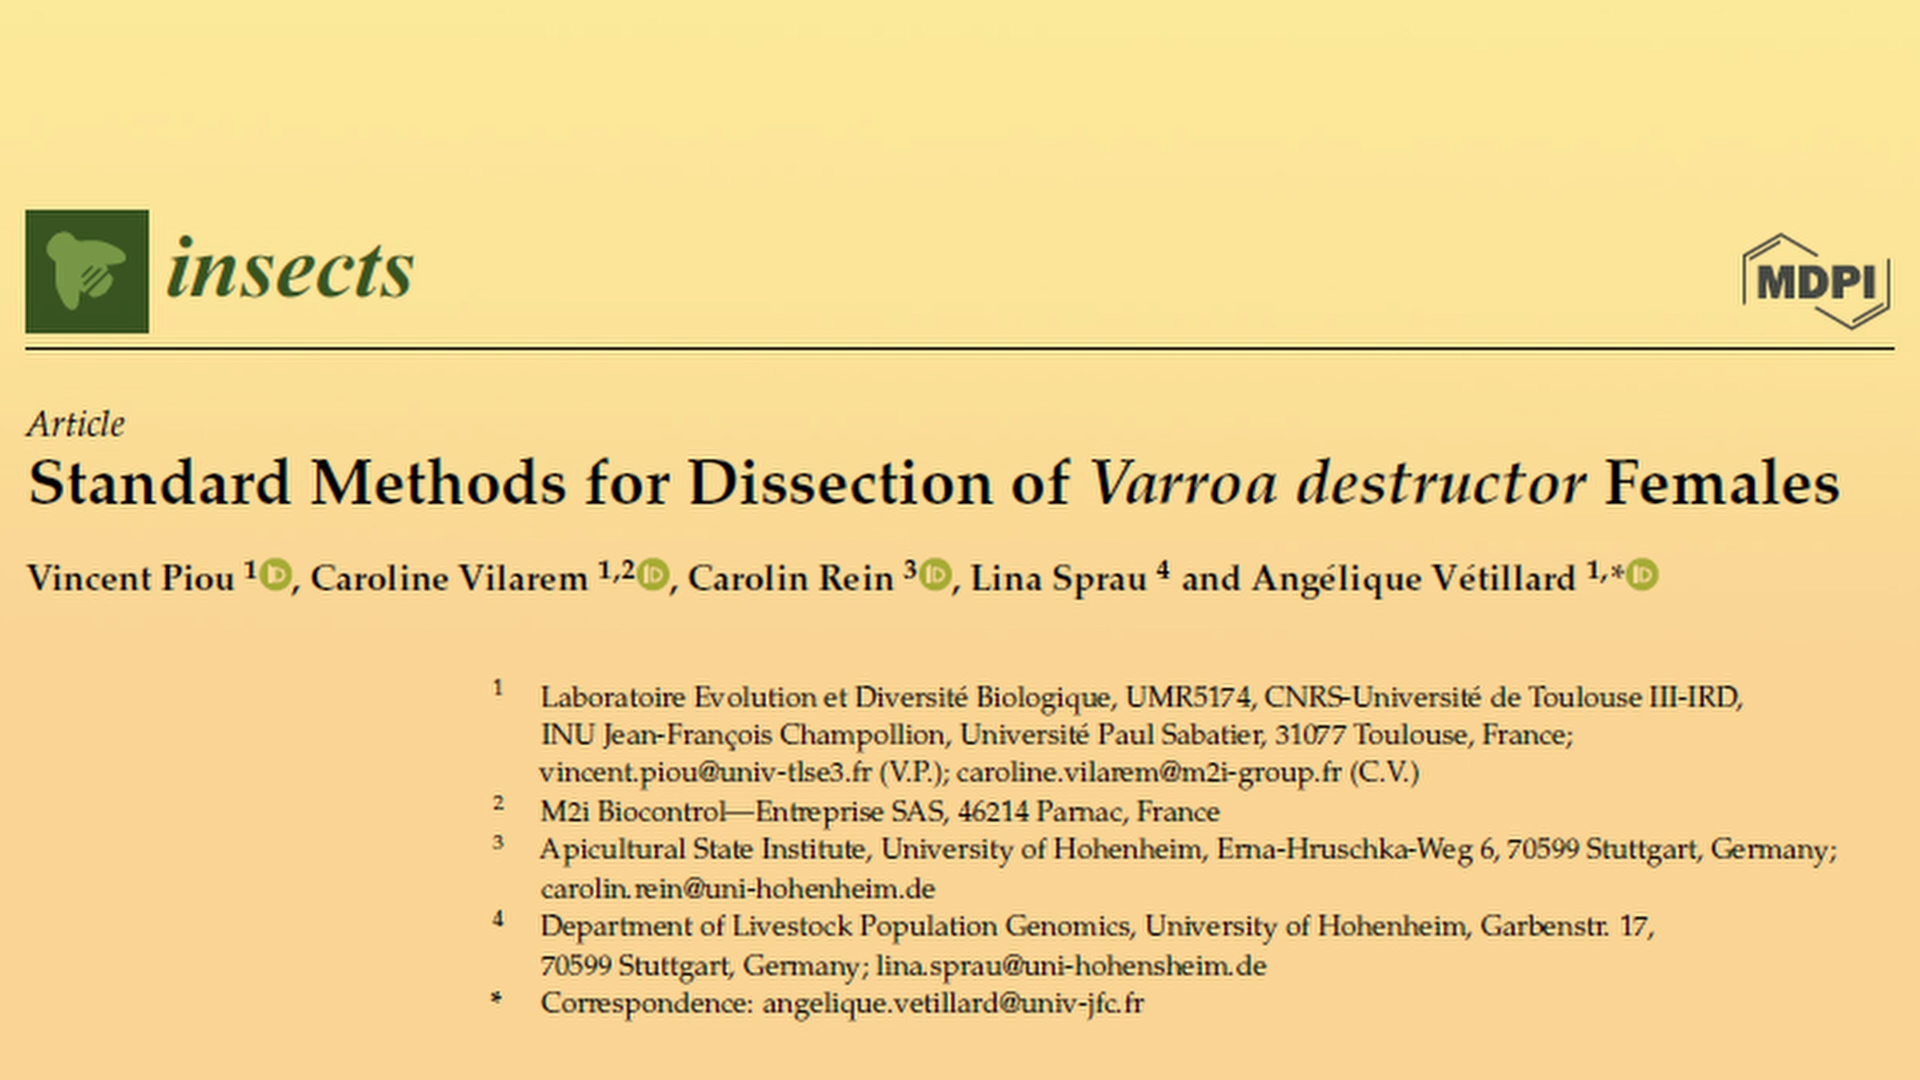 insects
MDPI
Article
Standard Methods for Dissection of Varroa destructor Females
Vincent Piou 1 iD, Caroline Vilarem 1,2 iD, Carolin Rein 3 iD, Lina Sprau 4 and Angélique Vétillard 1,* iD
1 Laboratoire Evolution et Diversité Biologique, UMR5174, CNRS-Université de Toulouse III-IRD,
INU Jean-François Champollion, Université Paul Sabatier, 31077 Toulouse, France;
vincent.piou@univ-tlse3.fr (V.P.); caroline.vilarem@m2i-group.fr (C.V.)
2 M2i Biocontrol—Entreprise SAS, 46214 Parnac, France
3 Apicultural State Institute, University of Hohenheim, Erna-Hruschka-Weg 6, 70599 Stuttgart, Germany;
carolin.rein@uni-hohenheim.de
4 Department of Livestock Population Genomics, University of Hohenheim, Garbenstr. 17,
70599 Stuttgart, Germany; lina.sprau@uni-hohensheim.de
* Correspondence: angelique.vetillard@univ-jfc.fr